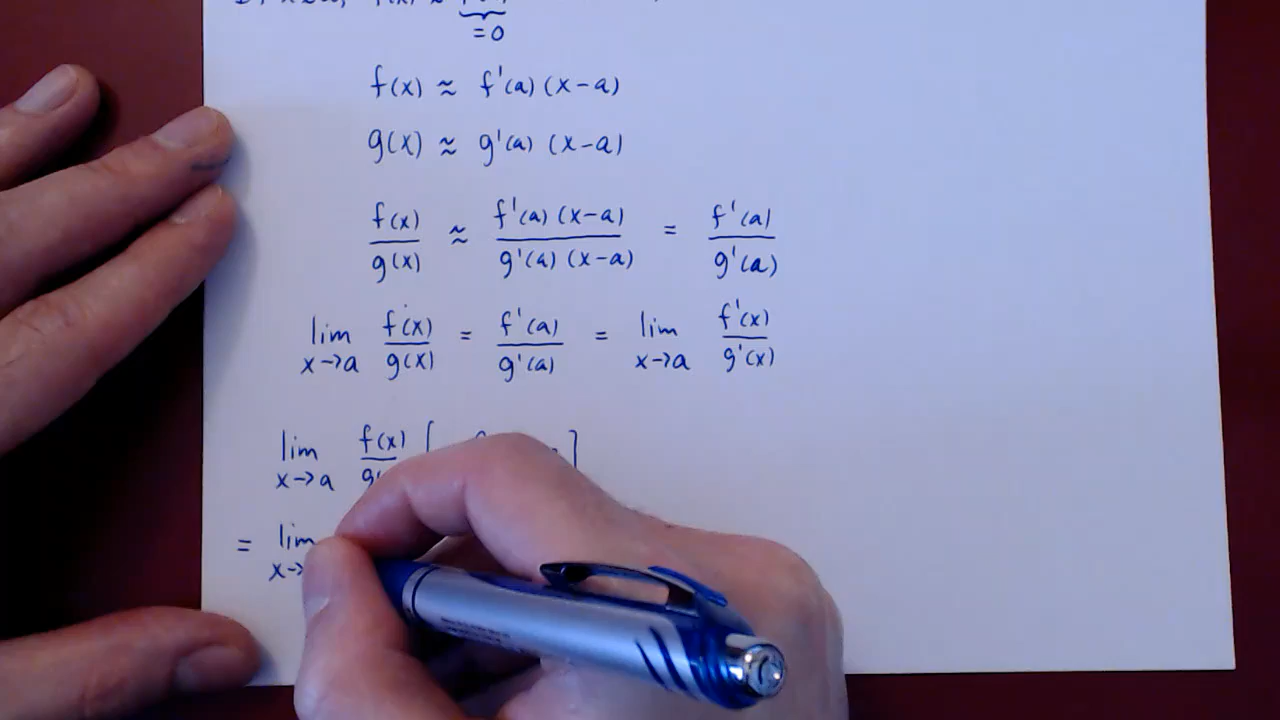 = 0
f(x) ≈ f'(a) (x-a)
g(x) ≈ g'(a) (x-a)
f(x)/g(x) ≈ f'(a) (x-a)/g'(a) (x-a) = f'(a)/g'(a)
lim x→a f(x)/g(x) = f'(a)/g'(a) = lim x→a f'(x)/g'(x)
lim x→a f(x)/g( [ ]
= lim x→